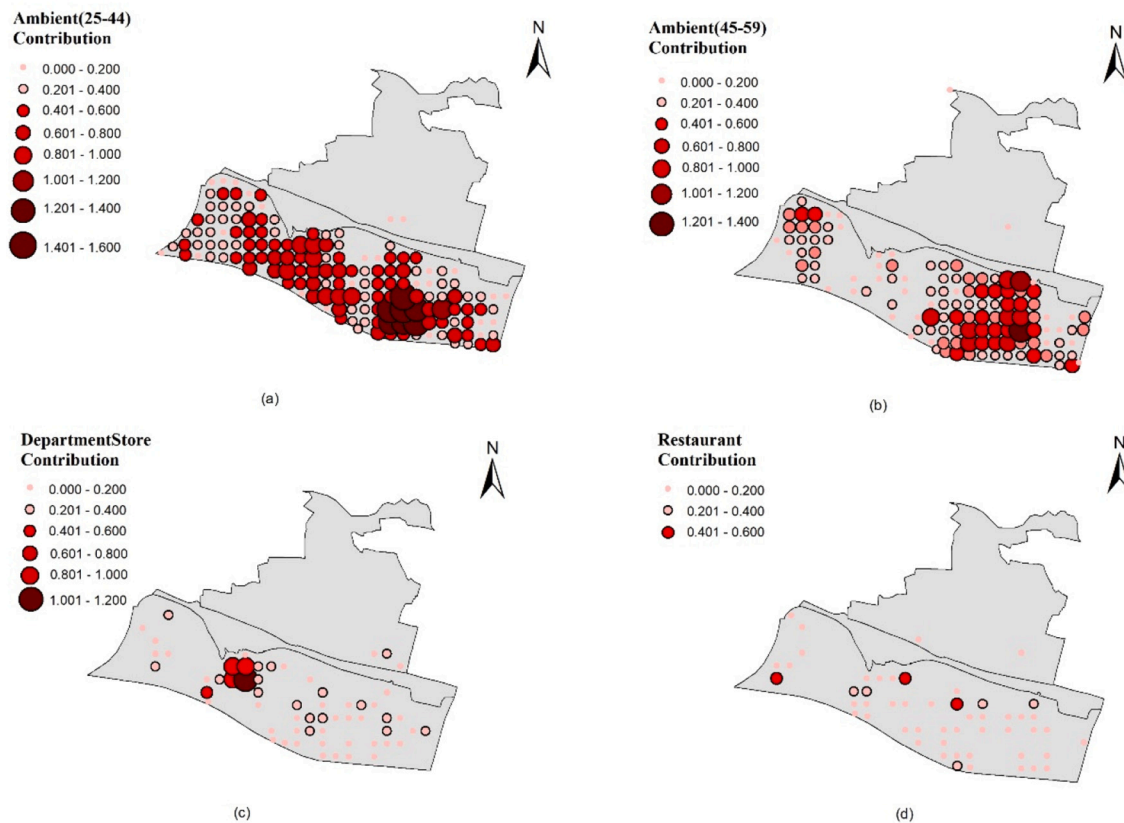 Ambient(25-44)
Contribution
0.000 - 0.200
0.201 - 0.400
0.401 - 0.600
0.601 - 0.800
0.801 - 1.000
1.001 - 1.200
1.201 - 1.400
1.401 - 1.600
N
(a)
Ambient(45-59)
Contribution
0.000 - 0.200
0.201 - 0.400
0.401 - 0.600
0.601 - 0.800
0.801 - 1.000
1.001 - 1.200
1.201 - 1.400
N
(b)
DepartmentStore
Contribution
0.000 - 0.200
0.201 - 0.400
0.401 - 0.600
0.601 - 0.800
0.801 - 1.000
1.001 - 1.200
N
(c)
Restaurant
Contribution
0.000 - 0.200
0.201 - 0.400
0.401 - 0.600
N
(d)